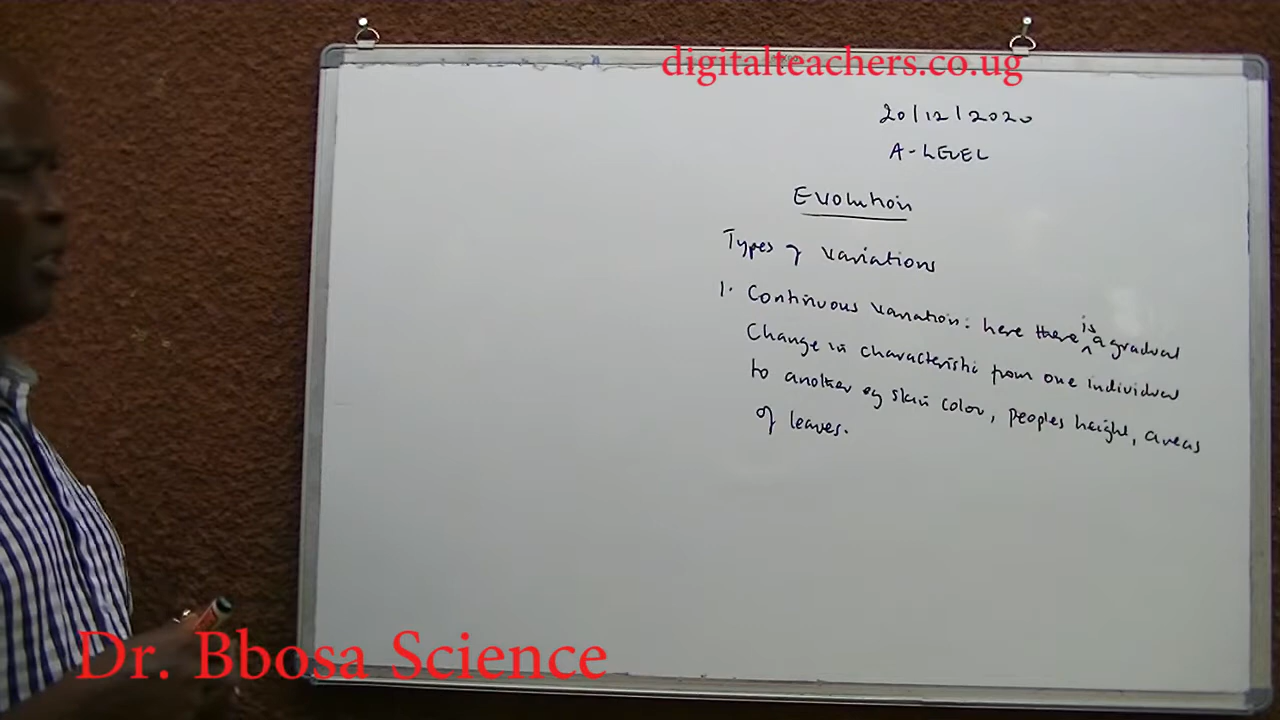 digitalteachers.co.ug
20/12/2020
A-LEVEL
Evolution
Types of variations
1. Continuous variation: here there is a gradual
Change in characteristic from one individual
to another eg skin color, peoples height, areas
of leaves.
Dr. Bbosa Science